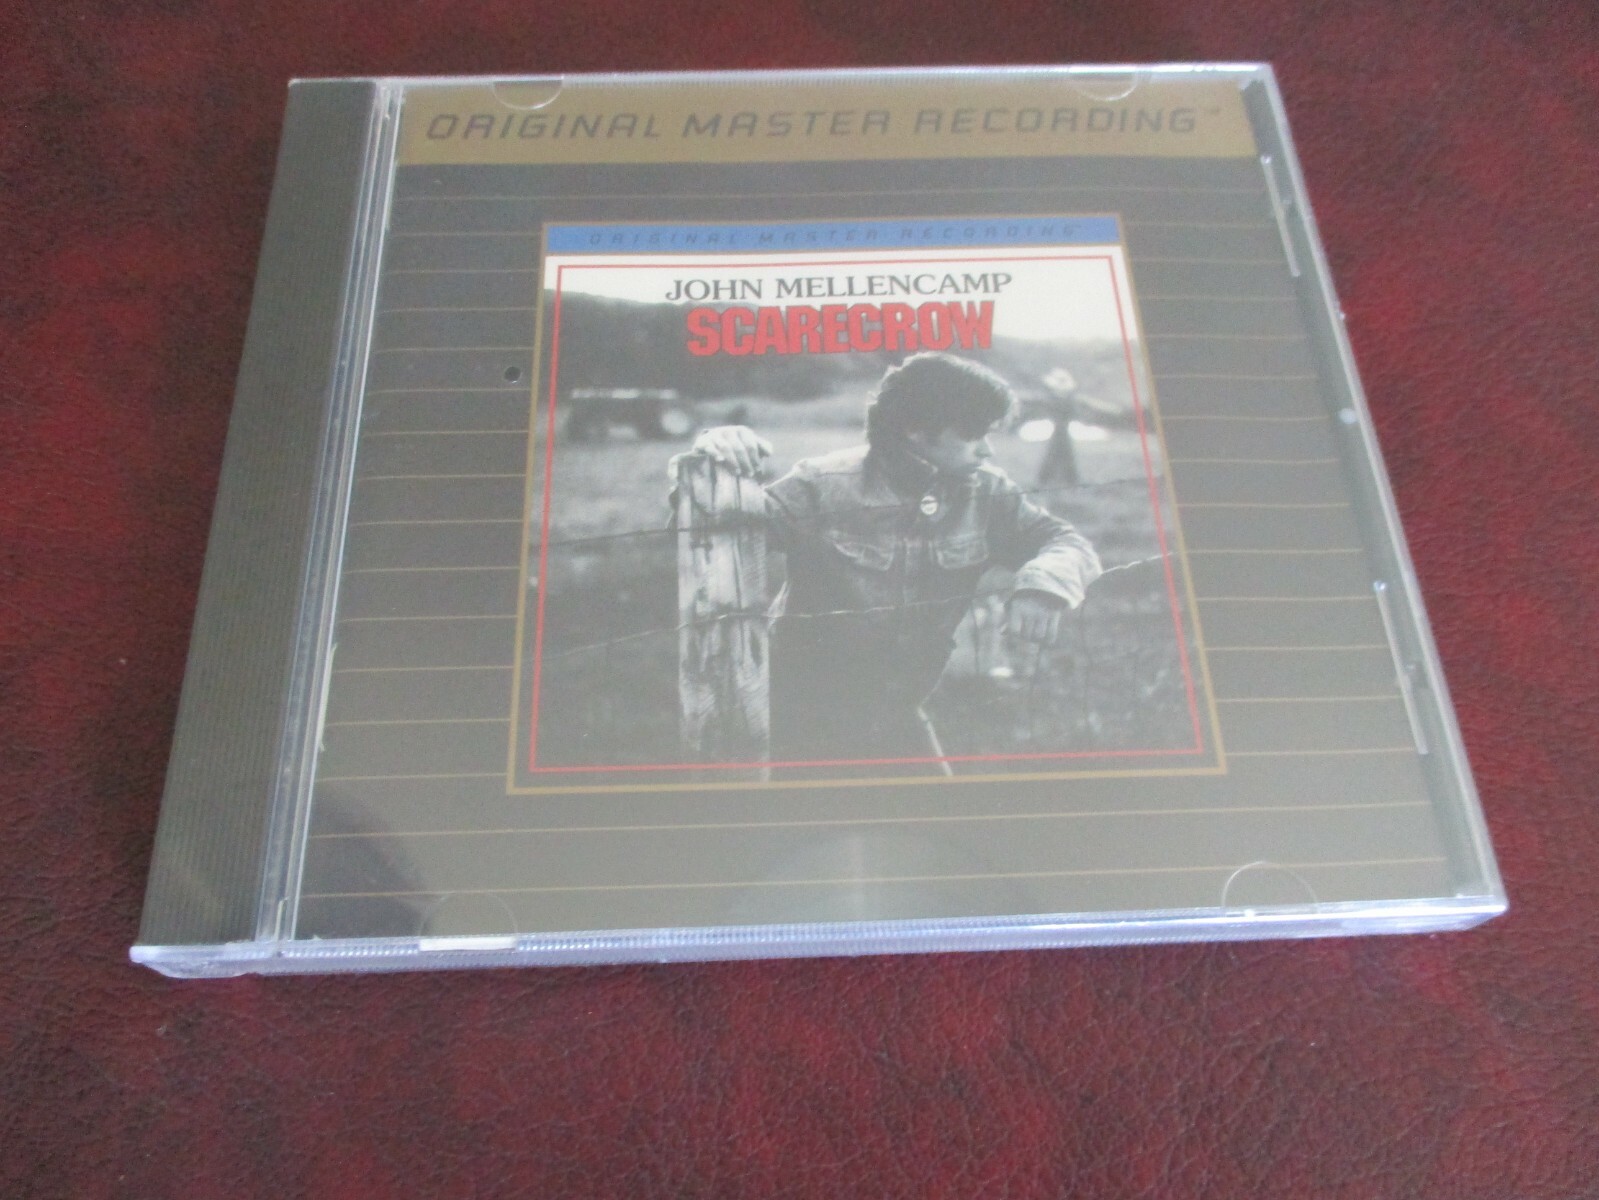 ORIGINAL MASTER RECORDING™
ORIGINAL MASTER RECORDING™
JOHN MELLENCAMP
SCARECROW